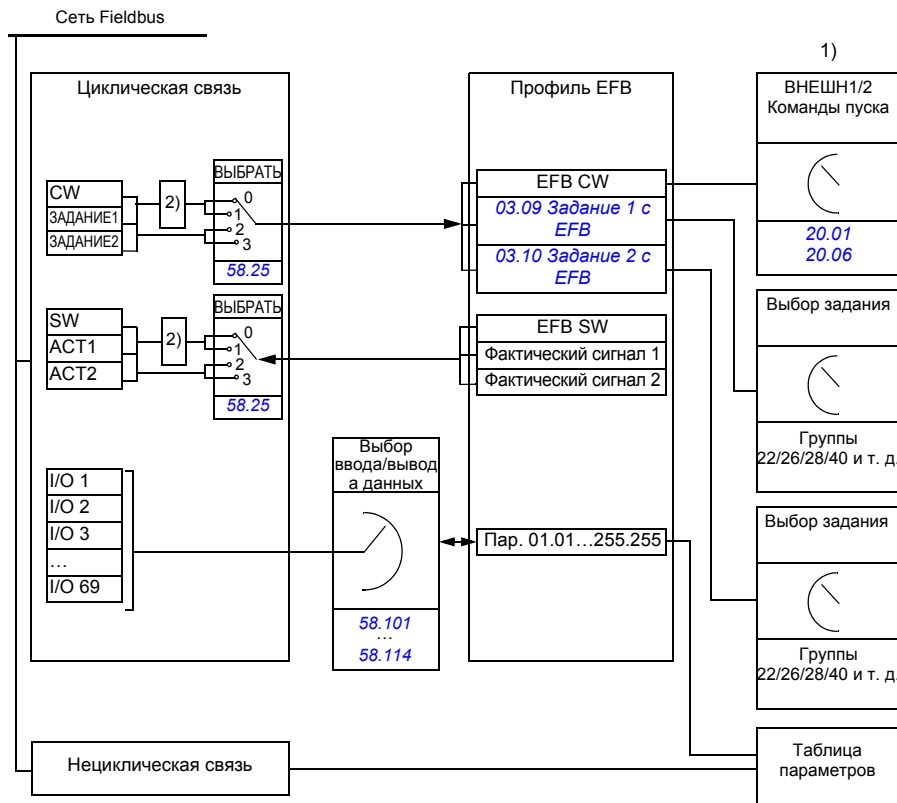 Сеть Fieldbus
Циклическая связь
CW
ЗАДАНИЕ1
ЗАДАНИЕ2
2)
ВЫБРАТЬ
0
1
2
3
58.25
SW
ACT1
ACT2
2)
ВЫБРАТЬ
0
1
2
3
58.25
I/O 1
I/O 2
I/O 3
…
I/O 69
Выбор
ввода/вывод
а данных
58.101
…
58.114
Профиль EFB
EFB CW
03.09 Задание 1 с
EFB
03.10 Задание 2 с
EFB
EFB SW
Фактический сигнал 1
Фактический сигнал 2
Пар. 01.01…255.255
1)
ВНЕШН1/2
Команды пуска
20.01
20.06
Выбор задания
Группы
22/26/28/40 и т. д.
Выбор задания
Группы
22/26/28/40 и т. д.
Нециклическая связь
Таблица
параметров